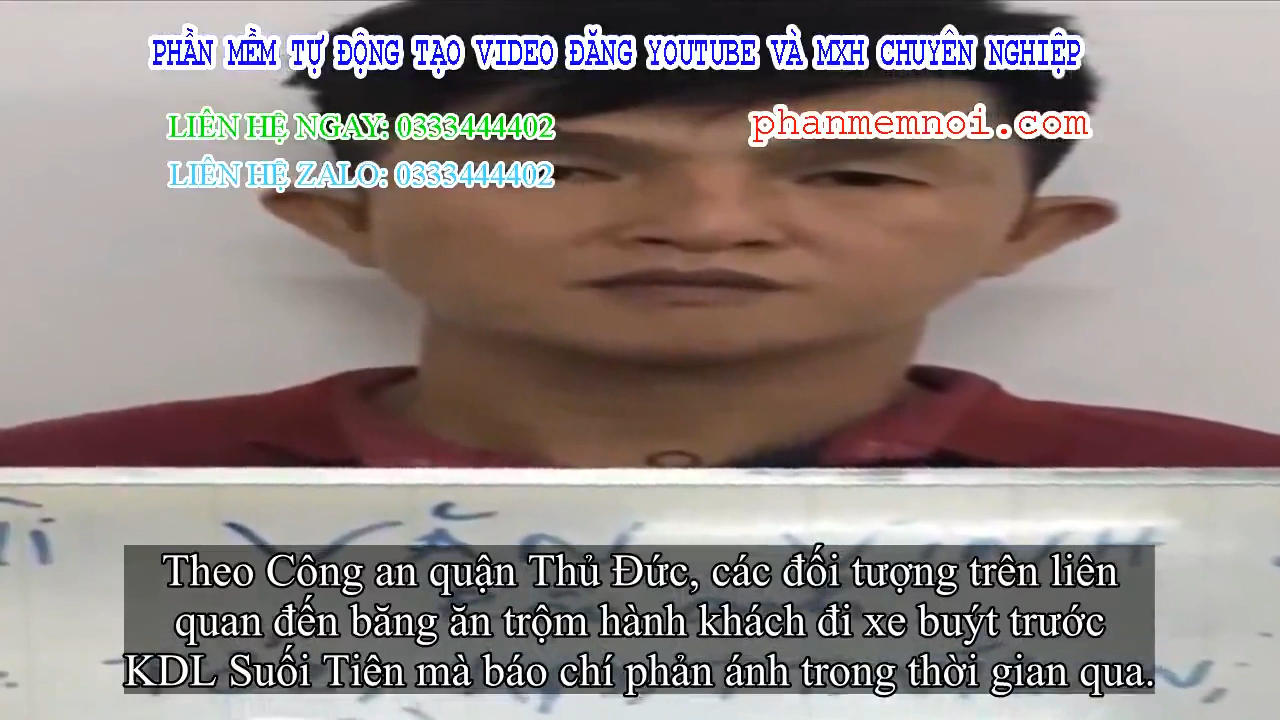 PHẦN MỀM TỰ ĐỘNG TẠO VIDEO ĐĂNG YOUTUBE VÀ MXH CHUYÊN NGHIỆP
LIÊN HỆ NGAY: 0333444402
phanmemnoi.com
LIÊN HỆ ZALO: 0333444402
Theo Công an quận Thủ Đức, các đối tượng trên liên
quan đến băng ăn trộm hành khách đi xe buýt trước
KDL Suối Tiên mà báo chí phản ánh trong thời gian qua.